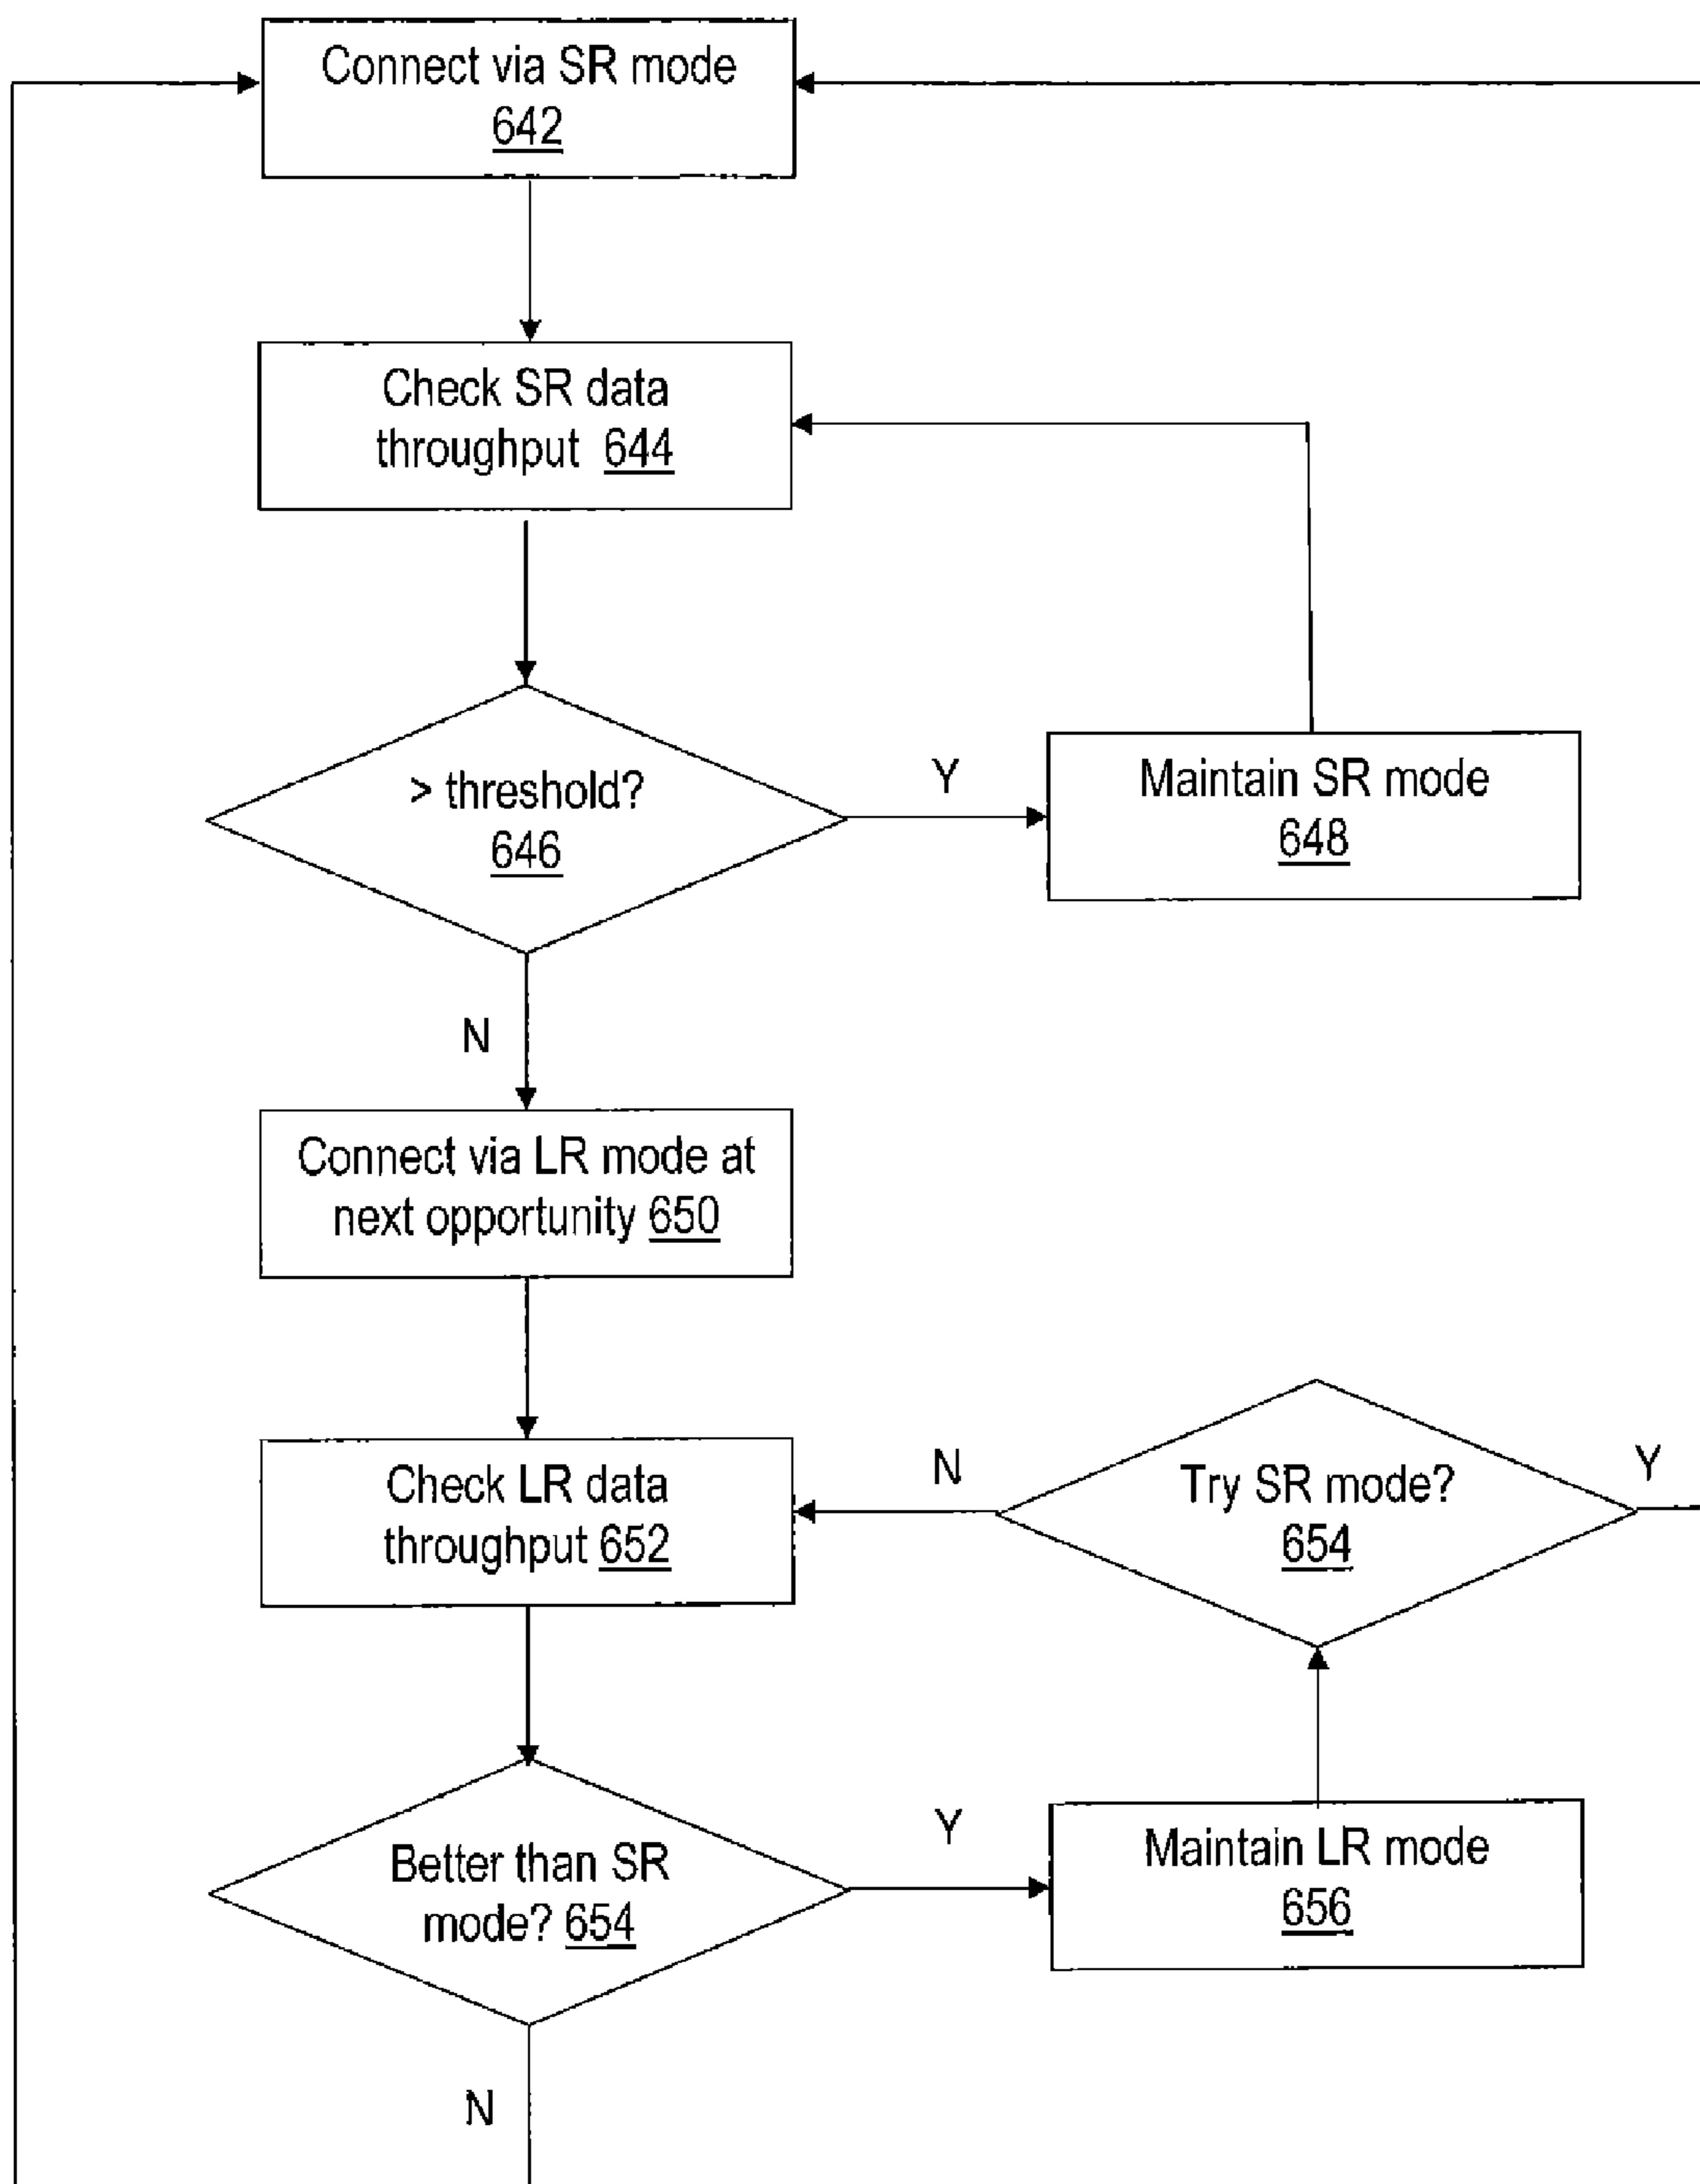 Connect via SR mode
642
Check SR data
throughput 644
> threshold?
646
Y
Maintain SR mode
648
N
Connect via LR mode at
next opportunity 650
Check LR data
throughput 652
N
Try SR mode?
654
Y
Better than SR
mode? 654
Y
Maintain LR mode
656
N